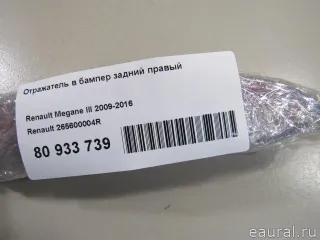 Отражатель в бампер задний правый
Renault Megane III 2009-2016
Renault 265600004R
80 933 739
eaural.ru